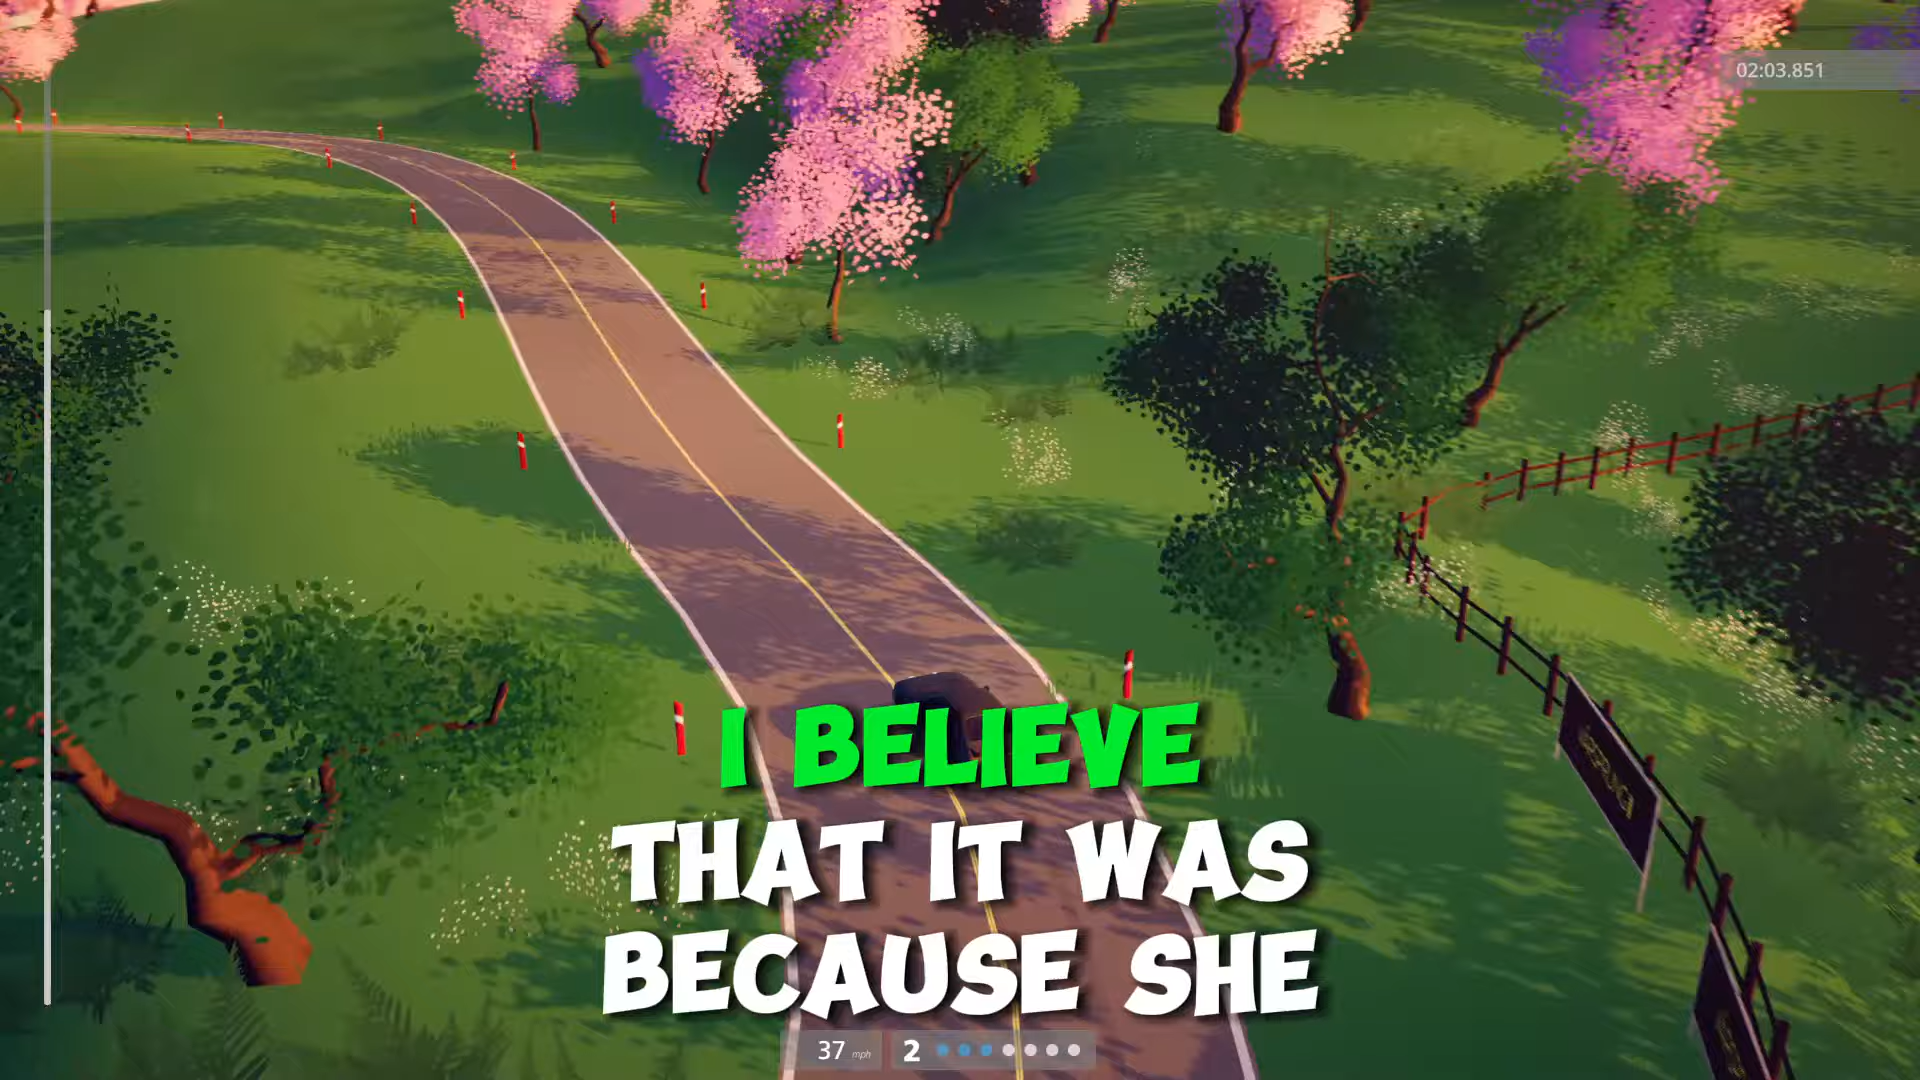 02:03.851
I BELIEVE
THAT IT WAS
BECAUSE SHE
37 mph 2